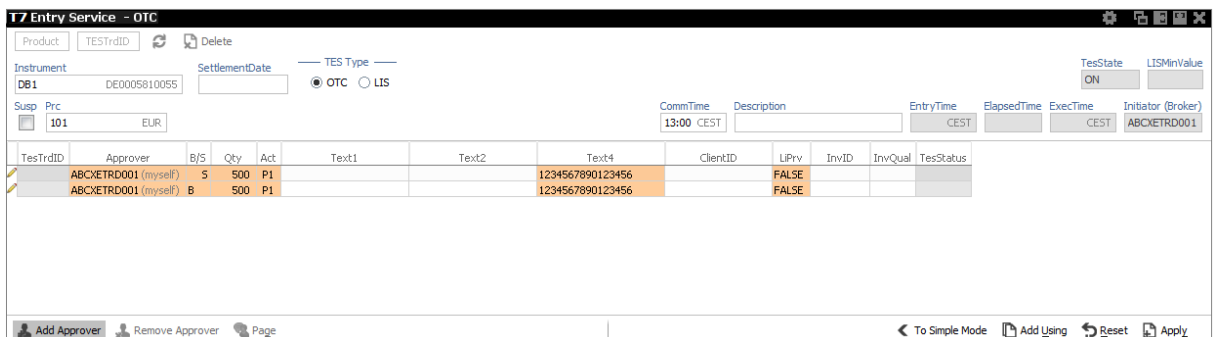 T7 Entry Service - OTC
Product TESTrdID Delete
Instrument SettlementDate TES Type TesState LISMinValue
DB1 DE0005810055 OTC LIS ON
Susp Prc CommTime Description EntryTime ElapsedTime ExecTime Initiator (Broker)
101 EUR 13:00 CEST CEST CEST ABCXETRD001
TesTrdID Approver B/S Qty Act Text1 Text2 Text4 ClientID LiPrv InvID InvQual TesStatus
ABCXETRD001 (myself) S 500 P1 1234567890123456 FALSE
ABCXETRD001 (myself) B 500 P1 1234567890123456 FALSE
Add Approver Remove Approver Page To Simple Mode Add Using Reset Apply